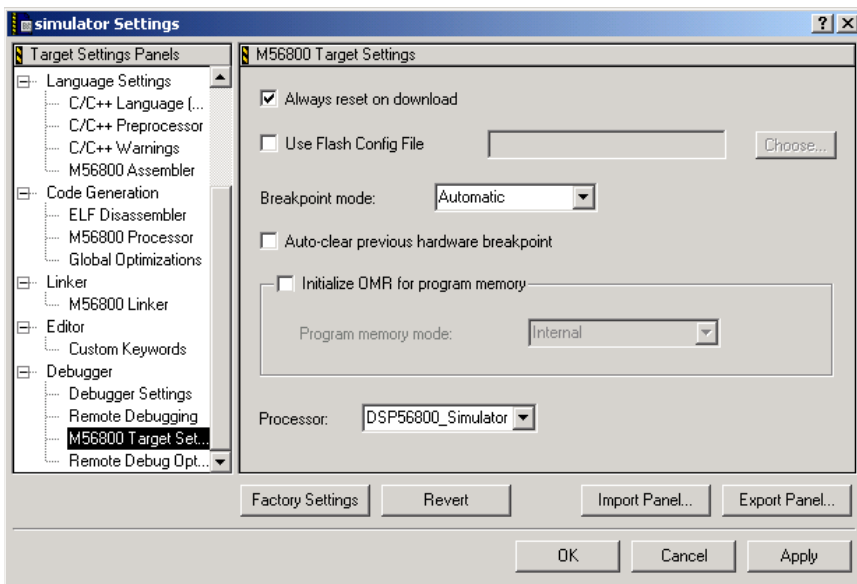 simulator Settings
Target Settings Panels
Language Settings
C/C++ Language (...
C/C++ Preprocessor
C/C++ Warnings
M56800 Assembler
Code Generation
ELF Disassembler
M56800 Processor
Global Optimizations
Linker
M56800 Linker
Editor
Custom Keywords
Debugger
Debugger Settings
Remote Debugging
M56800 Target Set...
Remote Debug Opt...
M56800 Target Settings
Always reset on download
Use Flash Config File
Choose...
Breakpoint mode: Automatic
Auto-clear previous hardware breakpoint
Initialize OMR for program memory
Program memory mode: Internal
Processor: DSP56800_Simulator
Factory Settings Revert Import Panel... Export Panel...
OK Cancel Apply